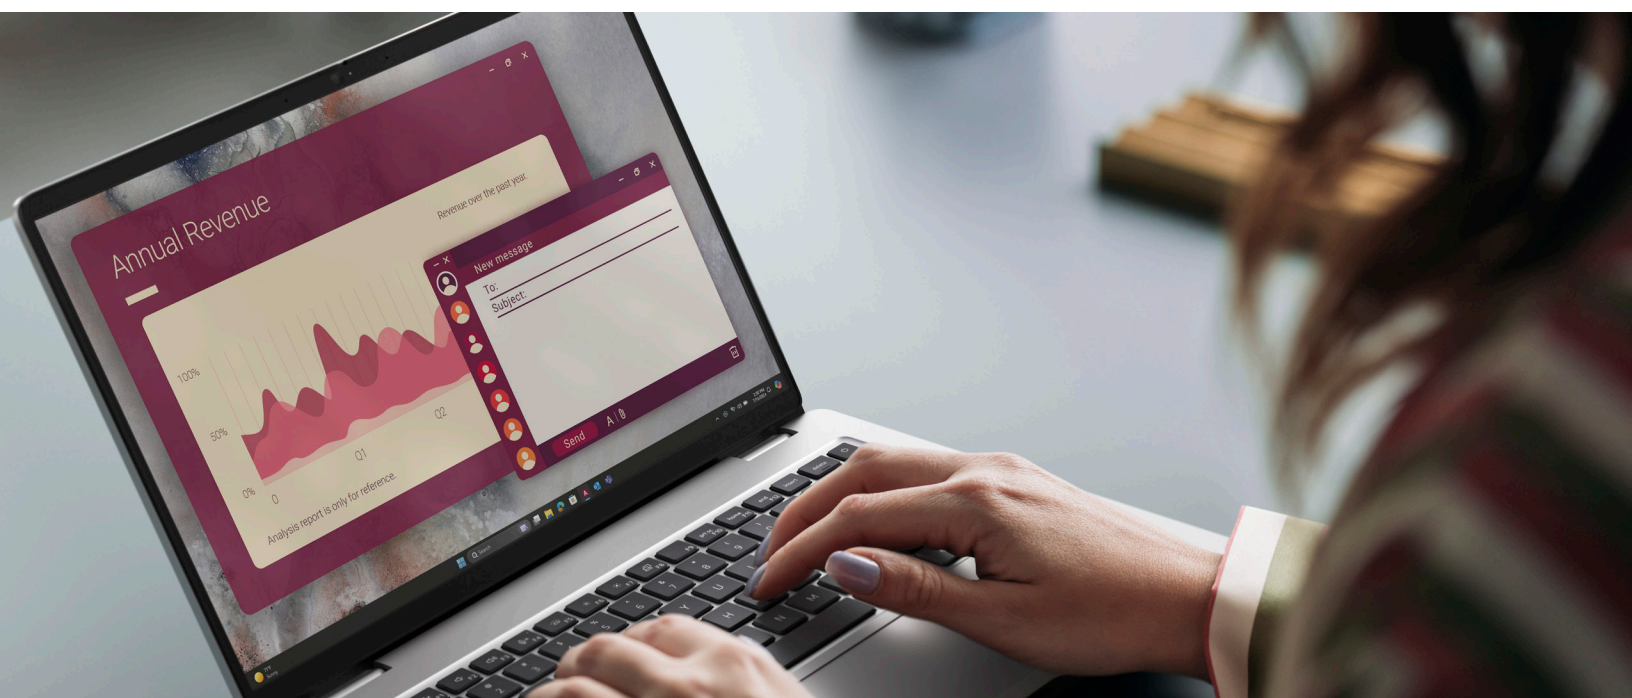 Annual Revenue
Revenue over the past year.
100%
50%
0%
0
Q1
Q2
Analysis report is only for reference.
New message
To:
Subject:
Send
A
Search